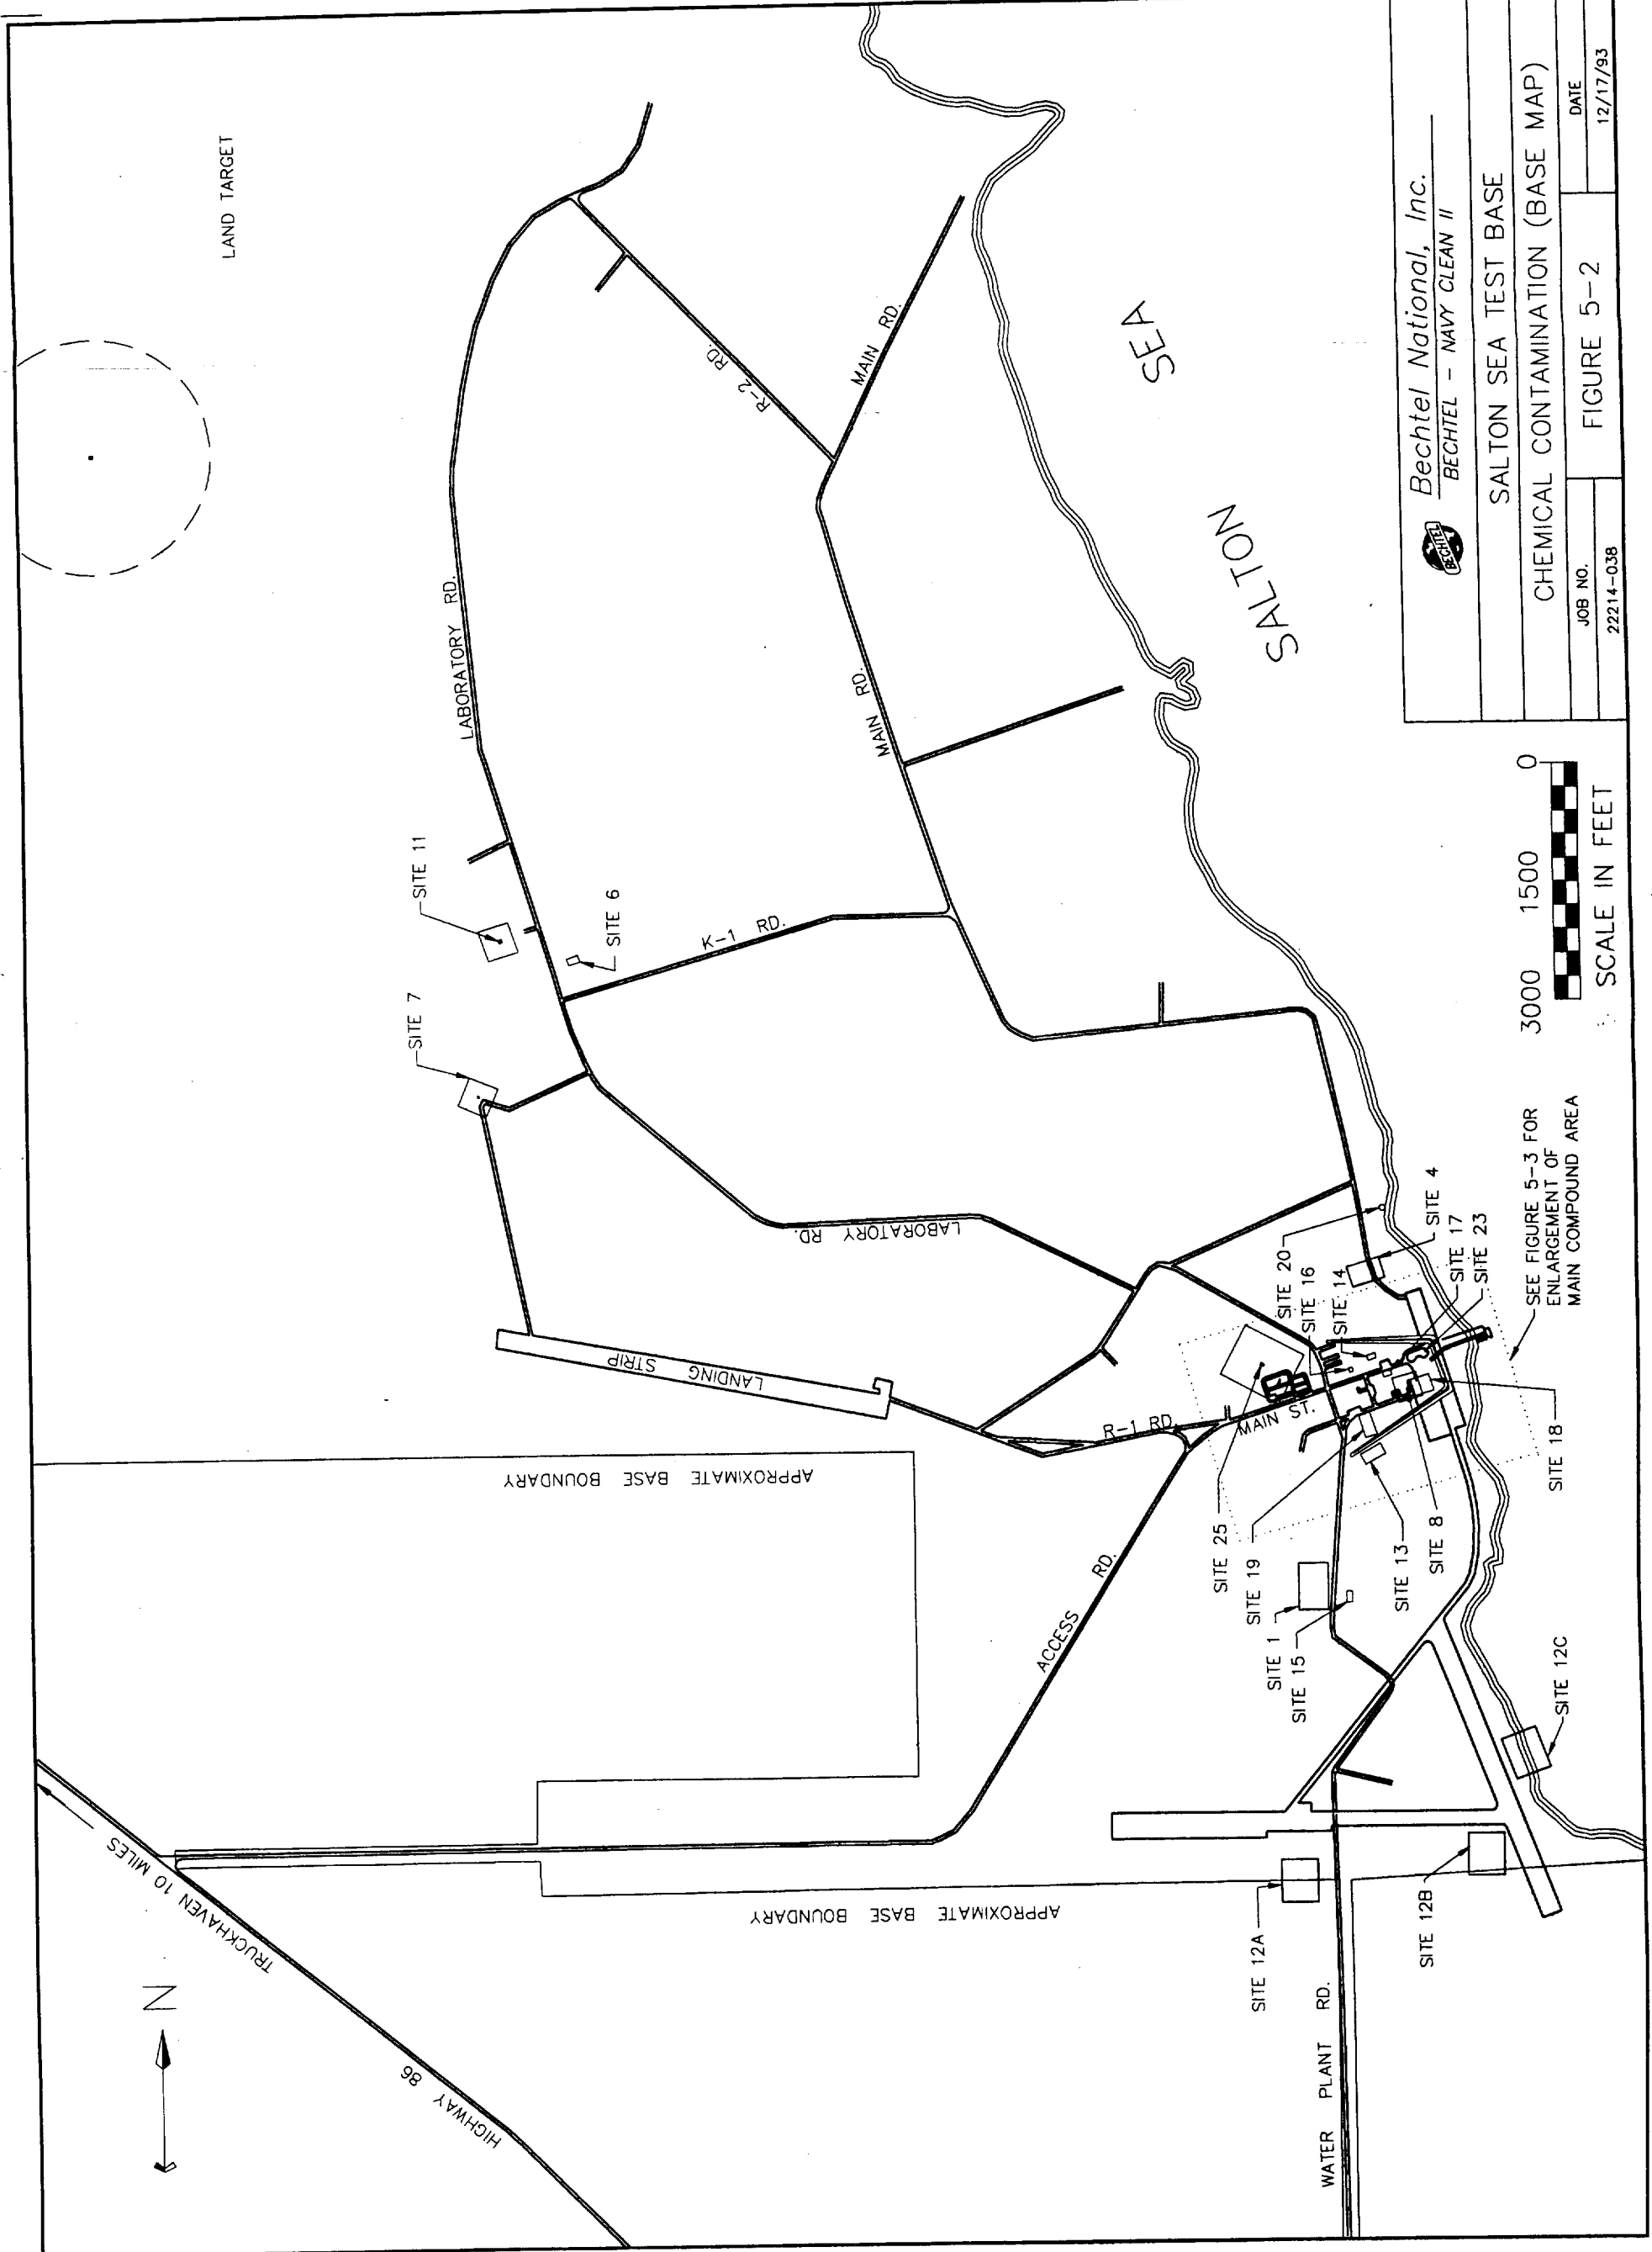 LAND TARGET
N
TRUCKHAVEN 10 MILES
HIGHWAY 86
APPROXIMATE BASE BOUNDARY
APPROXIMATE BASE BOUNDARY
LANDING STRIP
SITE 7
SITE 11
SITE 6
LABORATORY RD.
LABORATORY RD.
K-1 RD.
R-2 RD.
MAIN RD.
MAIN RD.
ACCESS RD.
R-1 RD.
MAIN ST.
SITE 25
SITE 19
SITE 1
SITE 15
SITE 13
SITE 8
SITE 18
SITE 20
SITE 16
SITE 14
SITE 4
SITE 17
SITE 23
SITE 12A
SITE 12B
SITE 12C
WATER PLANT RD.
SALTON SEA
SEE FIGURE 5-3 FOR
ENLARGEMENT OF
MAIN COMPOUND AREA
3000 1500 0
SCALE IN FEET
BECHTEL
Bechtel National, Inc.
BECHTEL - NAVY CLEAN II
SALTON SEA TEST BASE
CHEMICAL CONTAMINATION (BASE MAP)
JOB NO.
22214-038
FIGURE 5-2
DATE
12/17/93